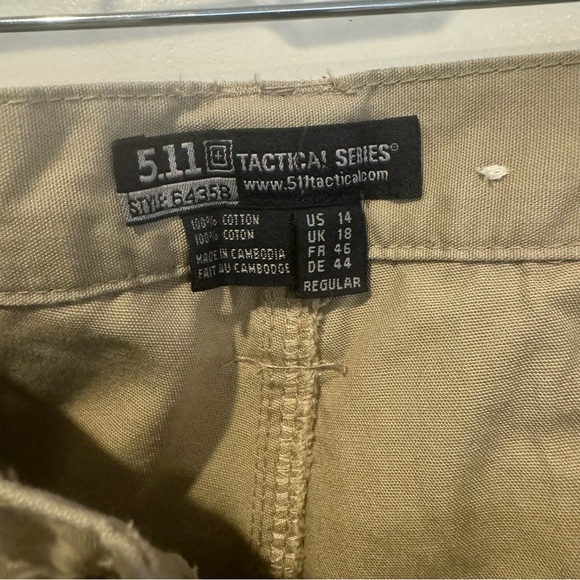 5.11 TACTICAL SERIES®
www.511tactical.com
STYLE 64358
100% COTTON
100% COTON
MADE IN CAMBODIA
FAIT AU CAMBODGE
US 14
UK 18
FR 46
DE 44
REGULAR